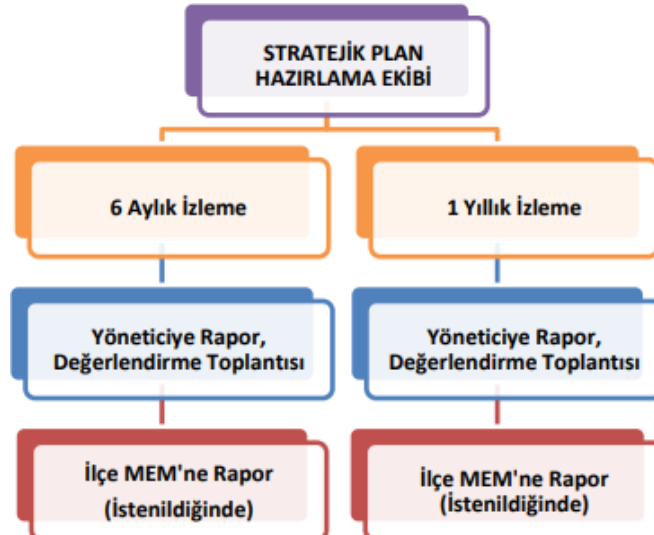 STRATEJİK PLAN
HAZIRLAMA EKİBİ
6 Aylık İzleme
1 Yıllık İzleme
Yöneticiye Rapor,
Değerlendirme Toplantısı
Yöneticiye Rapor,
Değerlendirme Toplantısı
İlçe MEM'ne Rapor
(İstenildiğinde)
İlçe MEM'ne Rapor
(İstenildiğinde)